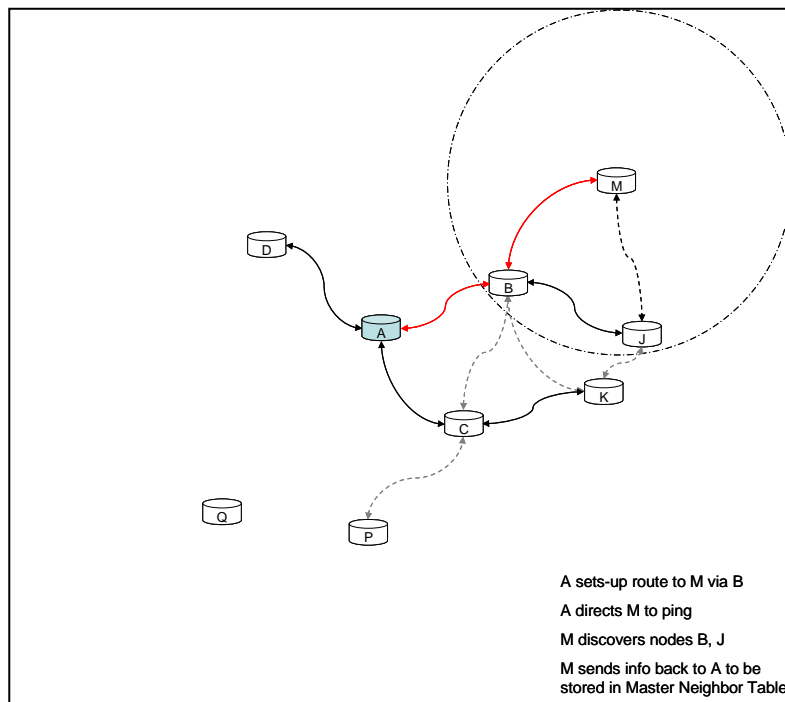 M
D
B
A
J
K
C
Q
P
A sets-up route to M via B
A directs M to ping
M discovers nodes B, J
M sends info back to A to be
stored in Master Neighbor Table